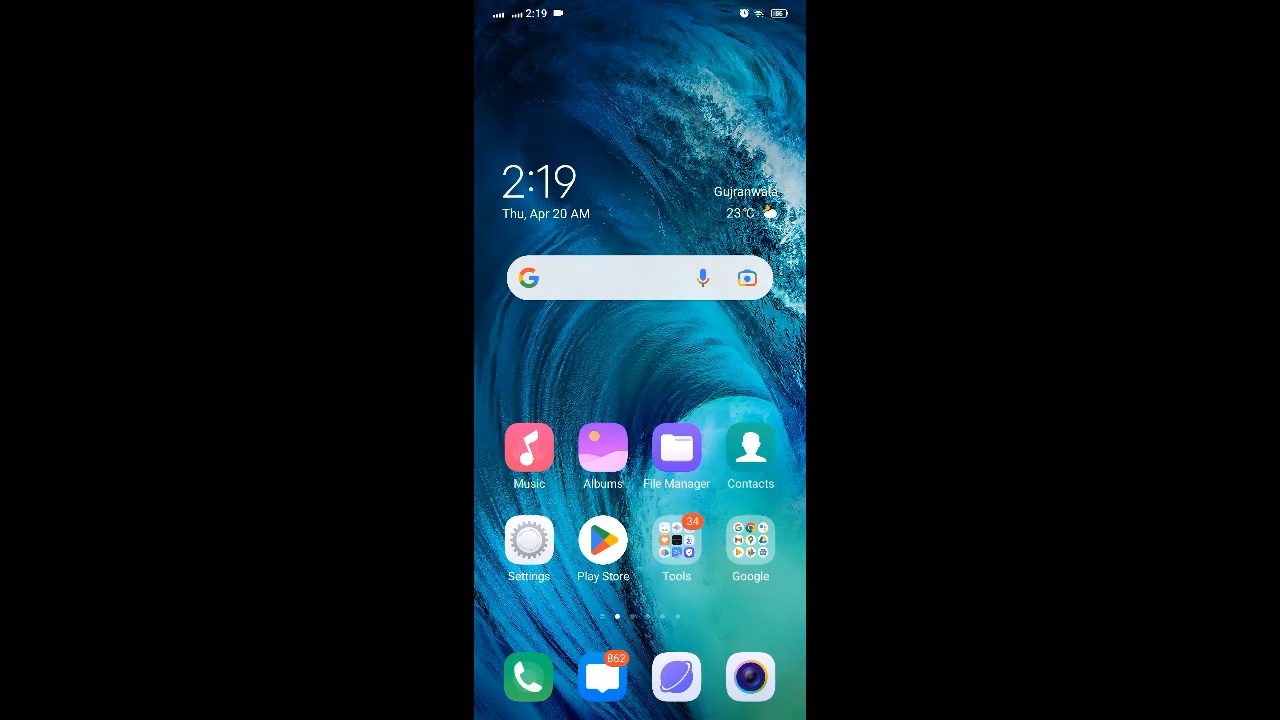 2:19
56
2:19
Thu, Apr 20 AM
Gujranwala
23°C
Music
Albums
File Manager
Contacts
34
Settings
Play Store
Tools
Google
862